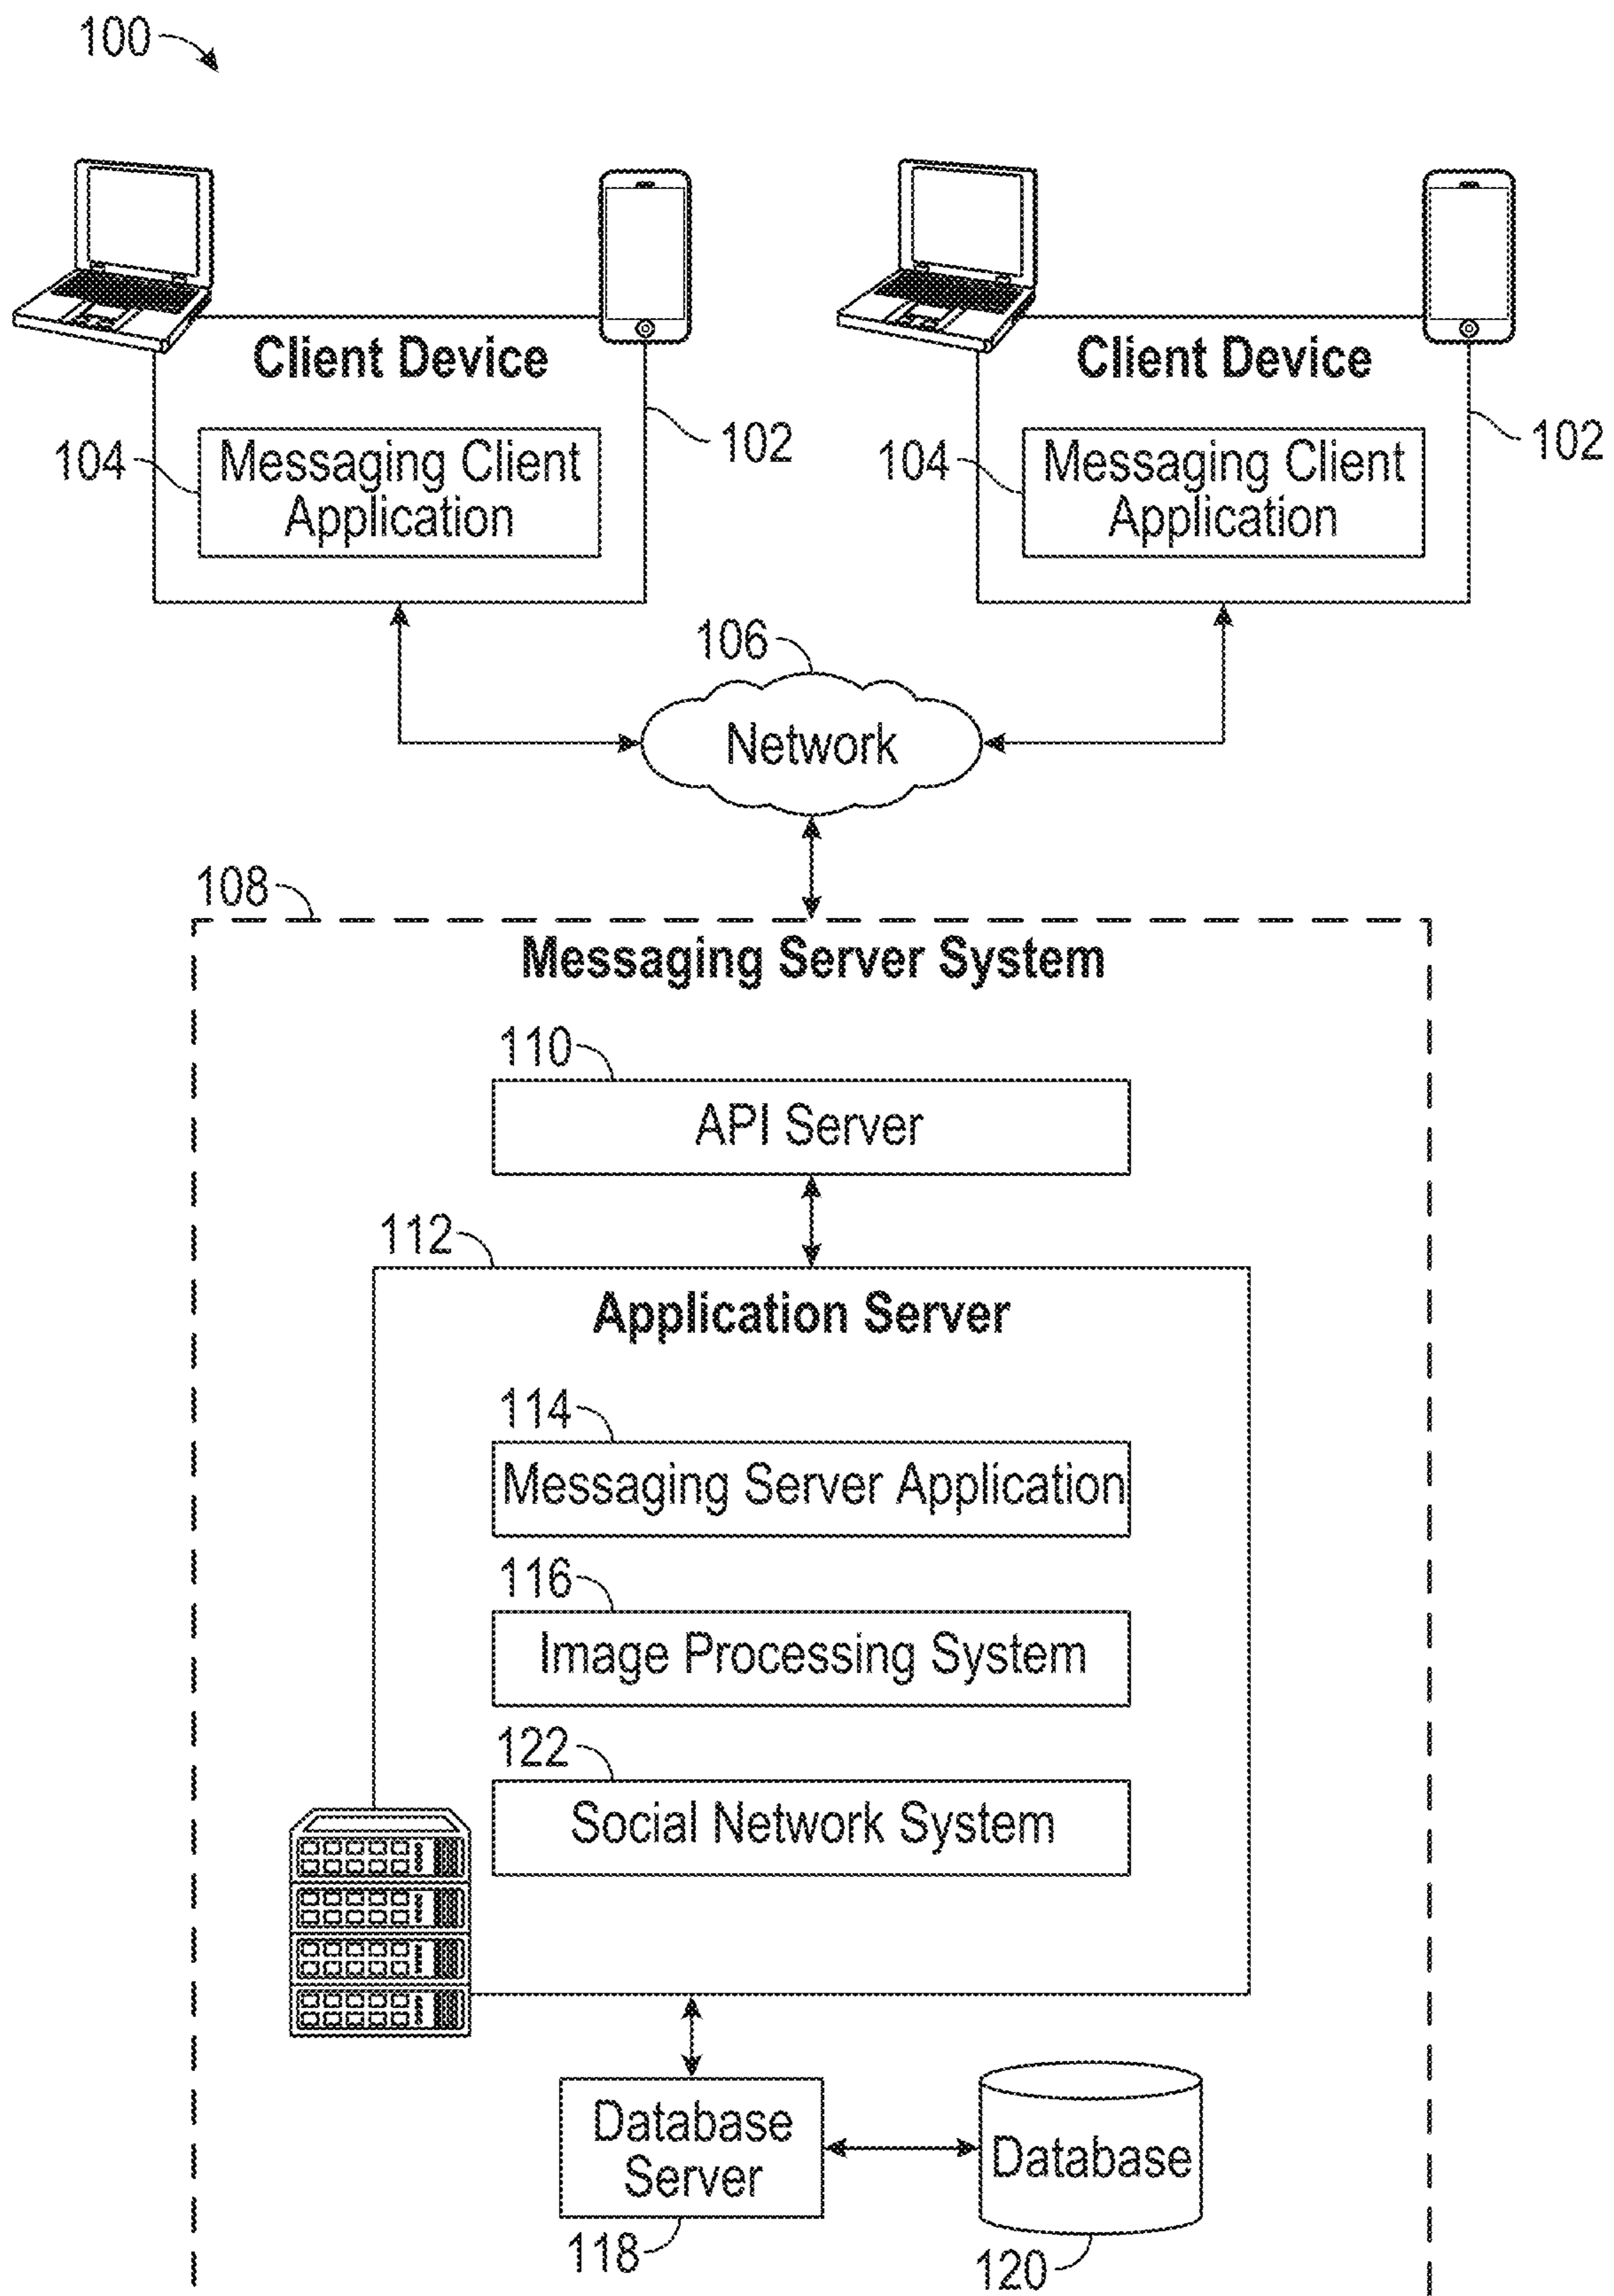 100
Client Device
102
104
Messaging Client
Application
Client Device
102
104
Messaging Client
Application
106
Network
108
Messaging Server System
110
API Server
112
Application Server
114
Messaging Server Application
116
Image Processing System
122
Social Network System
Database
Server
118
Database
120